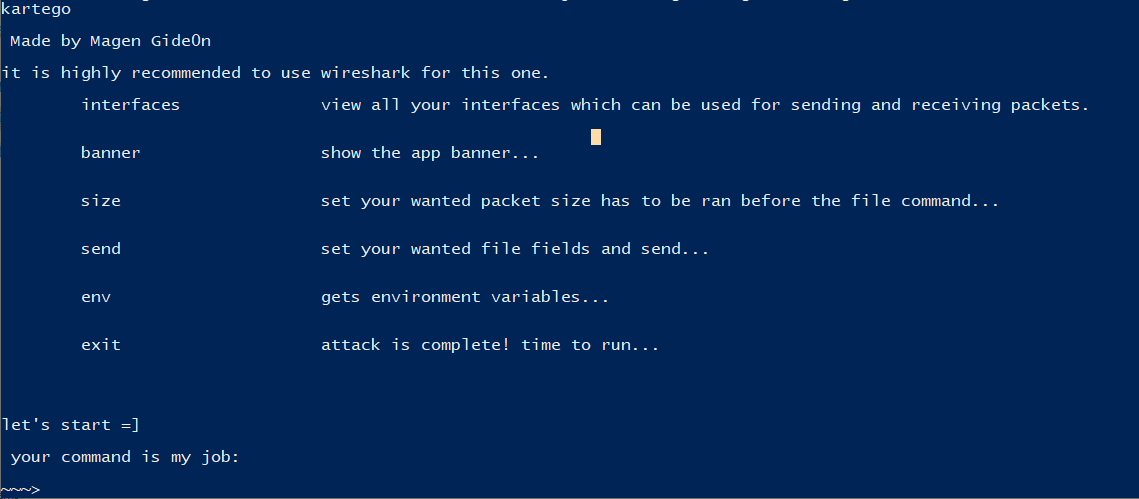 kartego
Made by Magen Gide0n
it is highly recommended to use wireshark for this one.
interfaces view all your interfaces which can be used for sending and receiving packets.
banner show the app banner...
size set your wanted packet size has to be ran before the file command...
send set your wanted file fields and send...
env gets environment variables...
exit attack is complete! time to run...
let's start =]
your command is my job:
~~~>